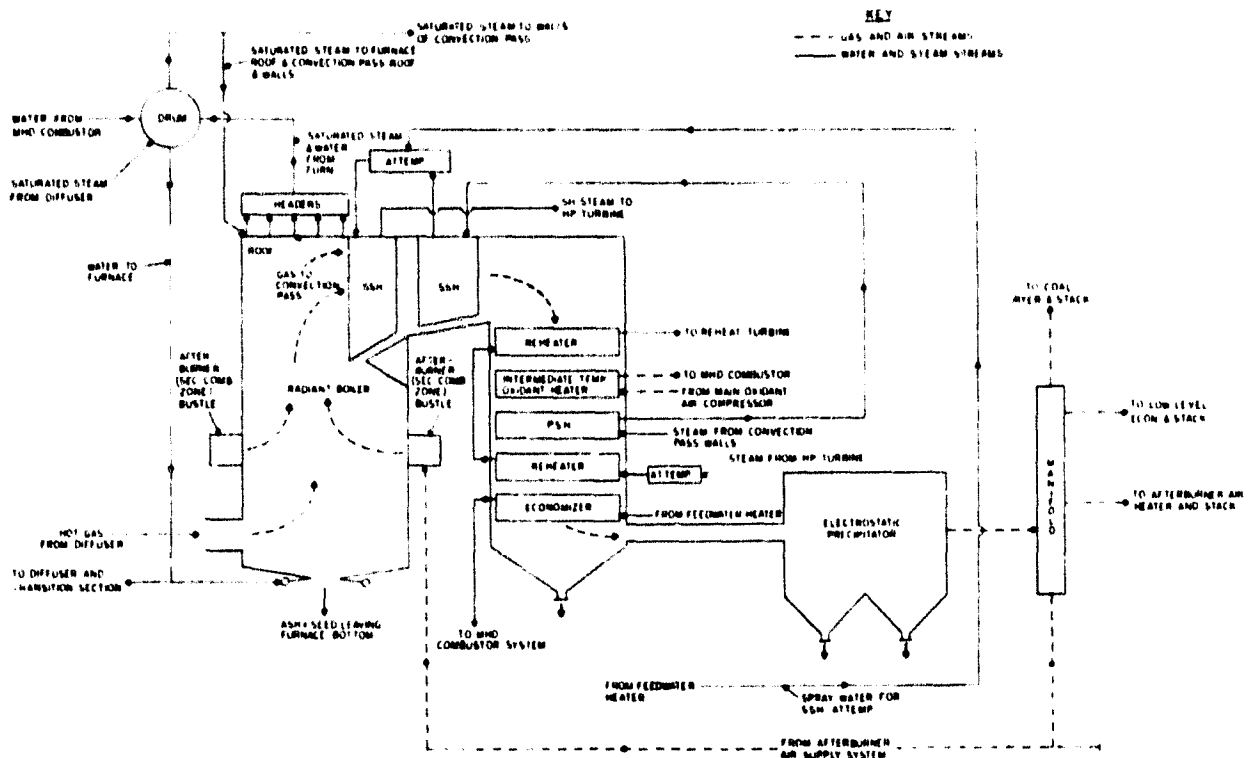 KEY
GAS AND AIR STREAMS
WATER AND STEAM STREAMS
SATURATED STEAM TO WALLS
OF CONVECTION PASS
SATURATED STEAM TO FURNACE
ROOF & CONVECTION PASS ROOF
& WALLS
WATER FROM
MHD COMBUSTOR
DRUM
SATURATED STEAM
& WATER
FROM
FURN
ATTEMP
SATURATED STEAM
FROM DIFFUSER
HEADERS
SH STEAM TO
HP TURBINE
ROOF
WATER TO
FURNACE
GAS TO
CONVECTION
PASS
SSH
SSH
TO COAL
DRYER & STACK
REHEATER
TO REHEAT TURBINE
AFTER
BURNER
(SEC COMB
ZONE)
BUSTLE
RADIANT BOILER
AFTER-
BURNER
(SEC COMB
ZONE)
BUSTLE
INTERMEDIATE TEMP
OXIDANT HEATER
TO MHD COMBUSTOR
FROM MAIN OXIDANT
AIR COMPRESSOR
TO LOW LEVEL
ECON & STACK
PSH
STEAM FROM CONVECTION
PASS WALLS
REHEATER
ATTEMP
STEAM FROM HP TURBINE
MANIFOLD
ECONOMIZER
FROM FEEDWATER HEATER
ELECTROSTATIC
PRECIPITATOR
TO AFTERBURNER AIR
HEATER AND STACK
HOT GAS
FROM DIFFUSER
TO DIFFUSER AND
TRANSITION SECTION
ASH & SEED LEAVING
FURNACE BOTTOM
TO MHD
COMBUSTOR SYSTEM
FROM FEEDWATER
HEATER
SPRAY WATER FOR
SSH ATTEMP
FROM AFTERBURNER
AIR SUPPLY SYSTEM